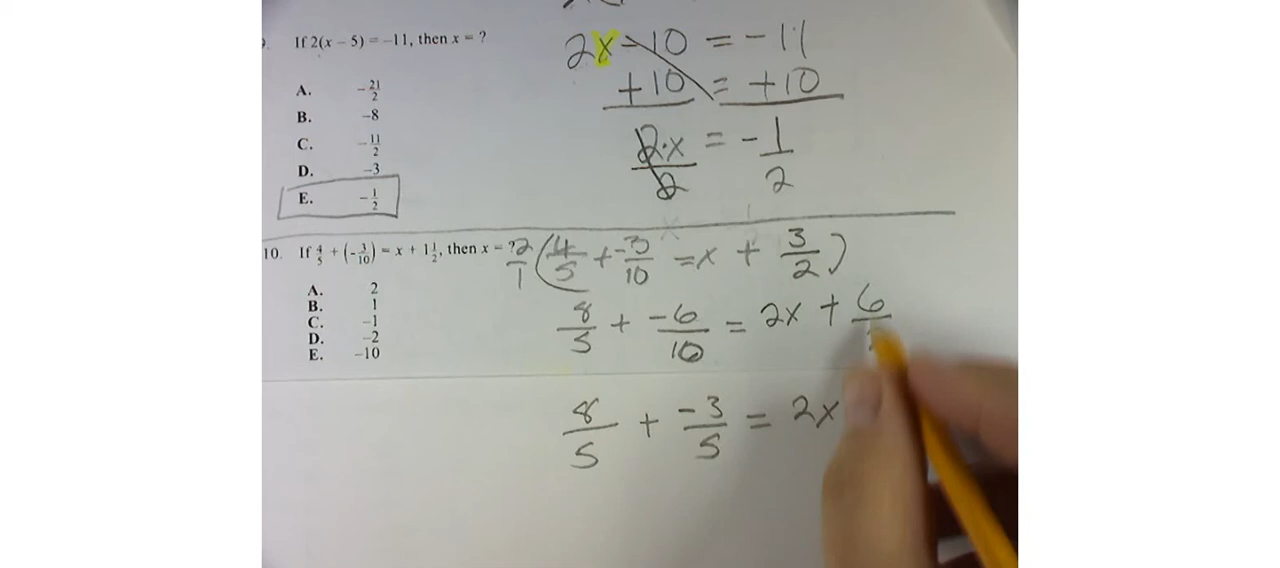 If 2(x – 5) = –11, then x = ?
A. –21/2
B. –8
C. –11/2
D. –3
E. –1/2
2x – 10 = –11
+10 = +10
2·x/2 = –1/2
10. If 4/5 + (–3/10) = x + 1 1/2, then x = ?
A. 2
B. 1
C. –1
D. –2
E. –10
2/1 (4/5 + –3/10 = x + 3/2)
8/5 + –6/10 = 2x + 6/
8/5 + –3/5 = 2x